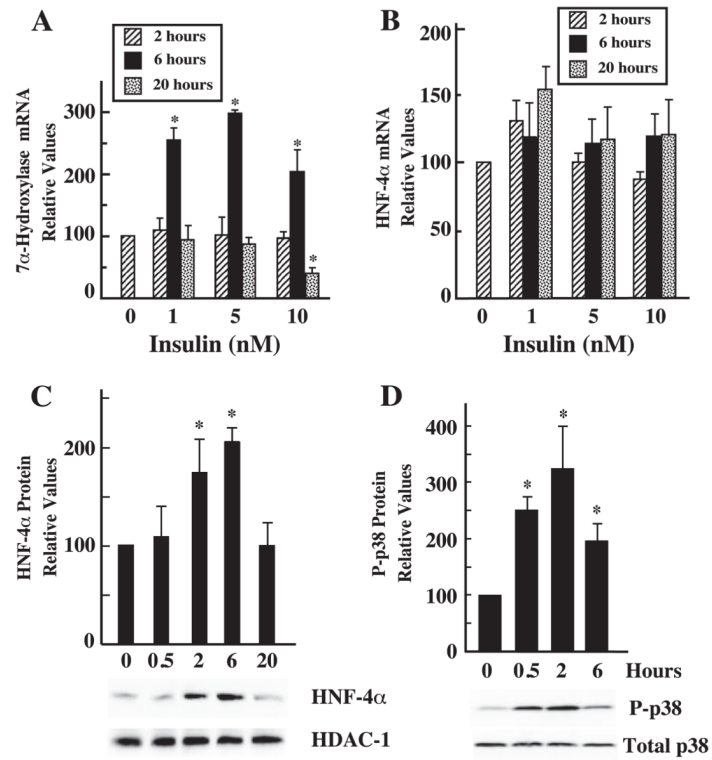 A
2 hours
6 hours
20 hours
7α-Hydroxylase mRNA
Relative Values
300
200
100
0
*
*
*
*
0 1 5 10
Insulin (nM)
B
2 hours
6 hours
20 hours
HNF-4α mRNA
Relative Values
200
150
100
50
0
0 1 5 10
Insulin (nM)
C
HNF-4α Protein
Relative Values
200
100
0
* *
0 0.5 2 6 20
HNF-4α
HDAC-1
D
P-p38 Protein
Relative Values
400
300
200
100
0
*
*
*
0 0.5 2 6 Hours
P-p38
Total p38